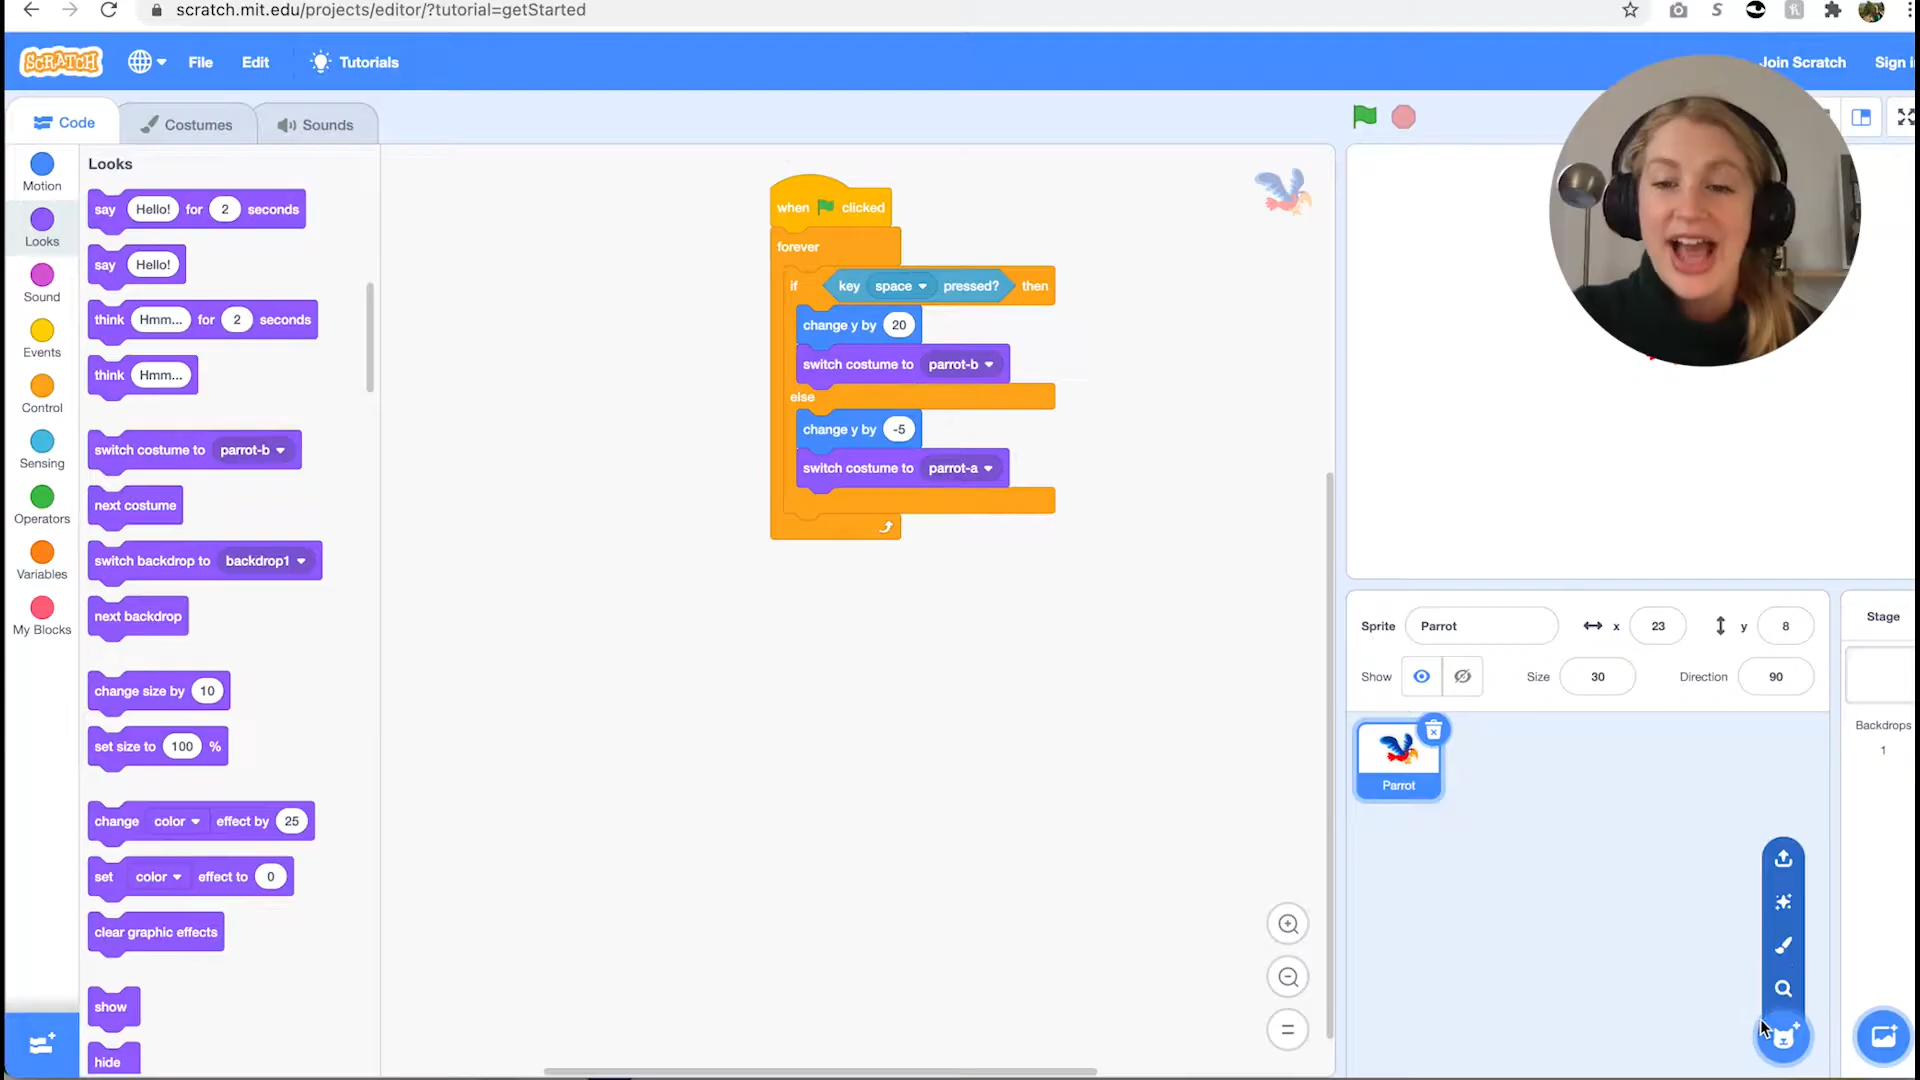 scratch.mit.edu/projects/editor/?tutorial=getStarted
SCRATCH
File
Edit
Tutorials
Join Scratch
Sign i
Code
Costumes
Sounds
Motion
Looks
Sound
Events
Control
Sensing
Operators
Variables
My Blocks
Looks
say Hello! for 2 seconds
say Hello!
think Hmm... for 2 seconds
think Hmm...
switch costume to parrot-b
next costume
switch backdrop to backdrop1
next backdrop
change size by 10
set size to 100 %
change color effect by 25
set color effect to 0
clear graphic effects
show
hide
when clicked
forever
if key space pressed? then
change y by 20
switch costume to parrot-b
else
change y by -5
switch costume to parrot-a
Sprite Parrot x 23 y 8
Show Size 30 Direction 90
Parrot
Stage
Backdrops
1